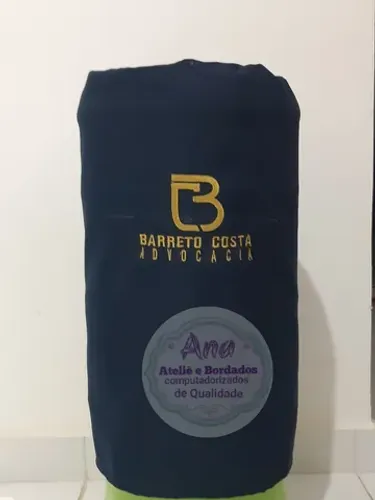 B
BARRETO COSTA
ADVOCACIA
Ana
Ateliê e Bordados
computadorizados
de Qualidade